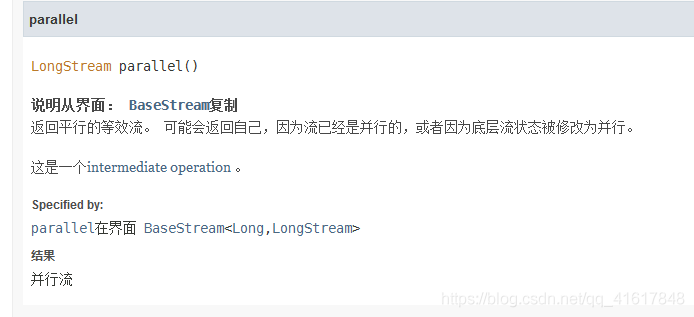 parallel
LongStream parallel()
说明从界面： BaseStream复制
返回平行的等效流。 可能会返回自己，因为流已经是并行的，或者因为底层流状态被修改为并行。
这是一个intermediate operation 。
Specified by:
parallel在界面 BaseStream<Long,LongStream>
结果
并行流
https://blog.csdn.net/qq_41617848